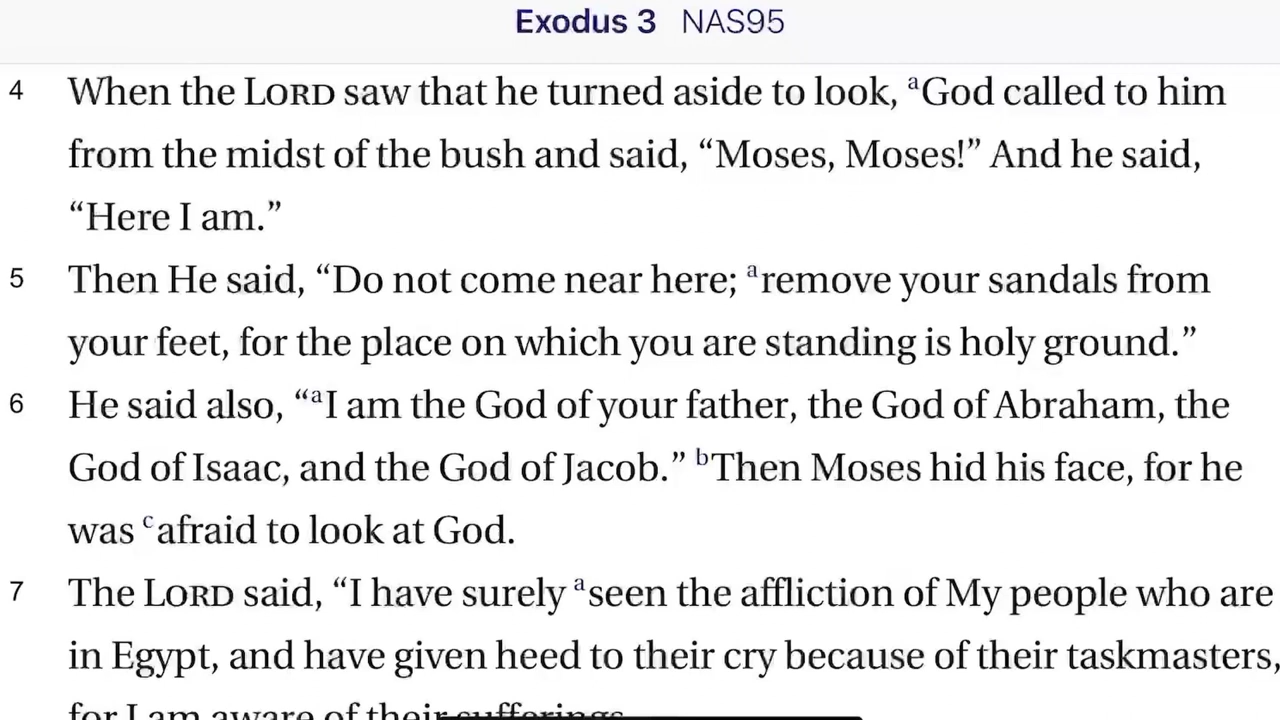 Exodus 3 NAS95
4 When the LORD saw that he turned aside to look, aGod called to him
from the midst of the bush and said, “Moses, Moses!” And he said,
“Here I am.”
5 Then He said, “Do not come near here; aremove your sandals from
your feet, for the place on which you are standing is holy ground.”
6 He said also, “aI am the God of your father, the God of Abraham, the
God of Isaac, and the God of Jacob.” bThen Moses hid his face, for he
was cafraid to look at God.
7 The LORD said, “I have surely aseen the affliction of My people who are
in Egypt, and have given heed to their cry because of their taskmasters,
for I am aware of their sufferings